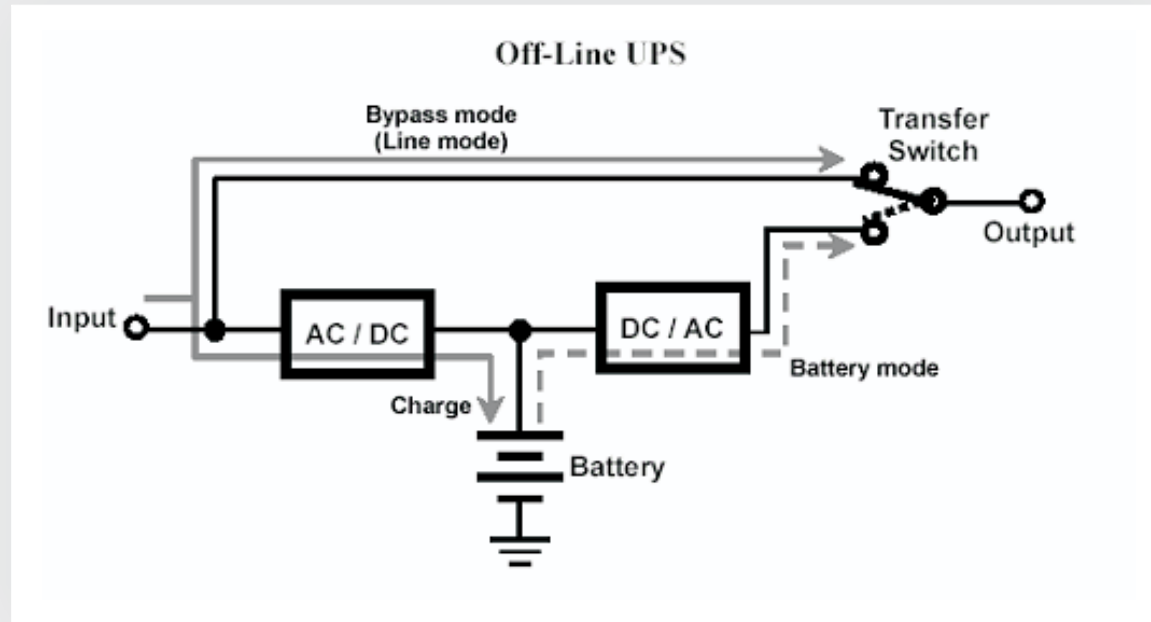 Off-Line UPS
Bypass mode
(Line mode)
Transfer
Switch
Output
Input
AC / DC
DC / AC
Battery mode
Charge
Battery